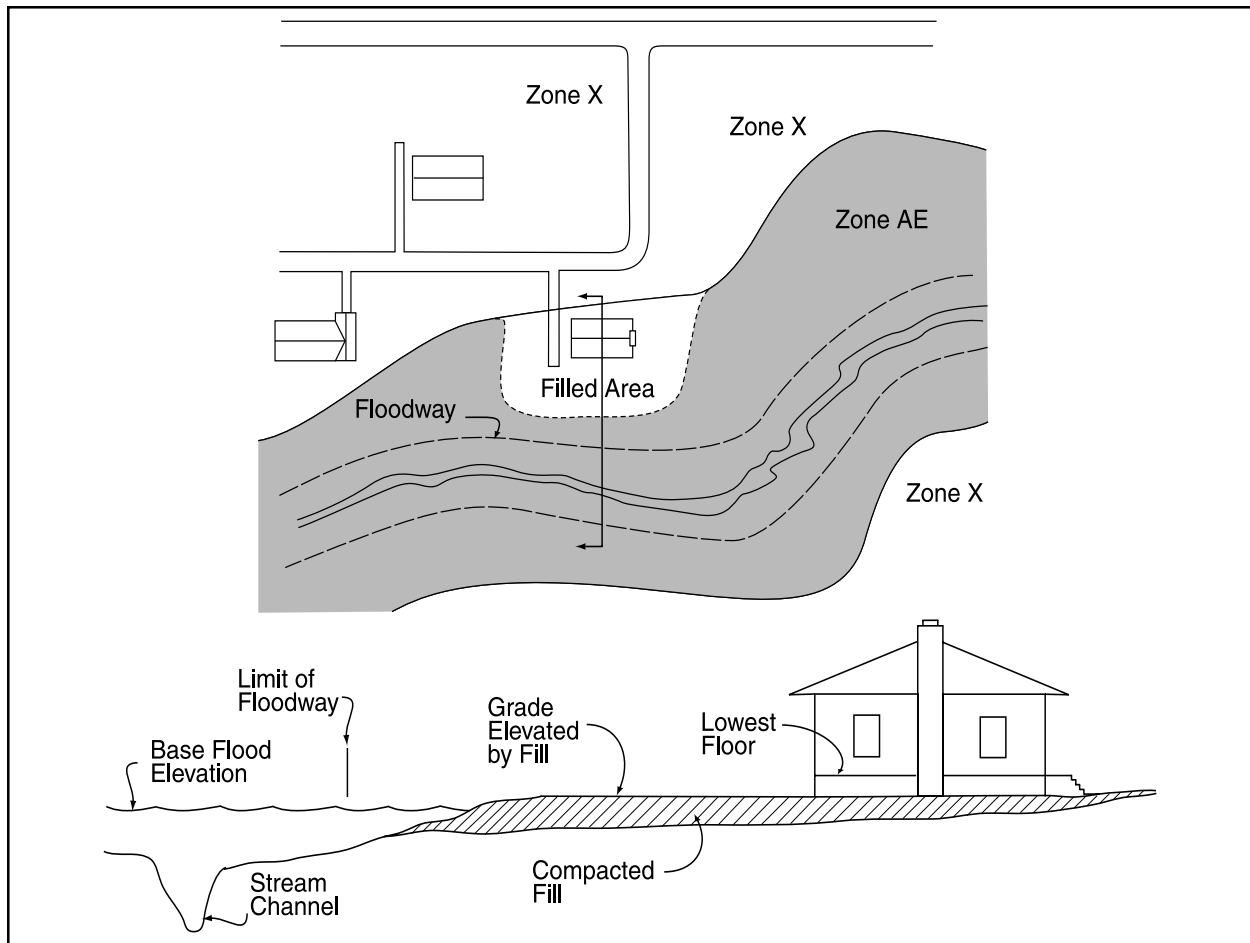 Zone X
Zone X
Zone AE
Filled Area
Floodway
Zone X
Limit of
Floodway
Base Flood
Elevation
Grade
Elevated
by Fill
Lowest
Floor
Compacted
Fill
Stream
Channel